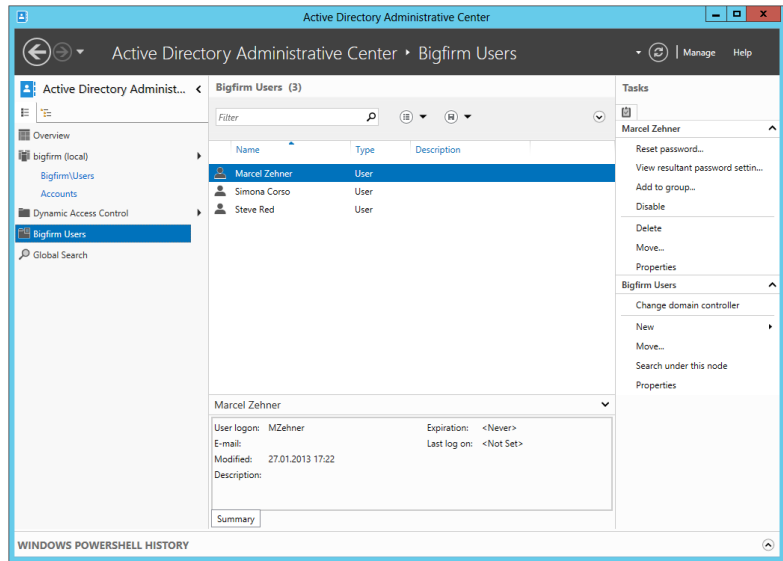 Active Directory Administrative Center
Active Directory Administrative Center • Bigfirm Users
Manage Help
Active Directory Administ...
Overview
bigfirm (local)
Bigfirm\Users
Accounts
Dynamic Access Control
Bigfirm Users
Global Search
Bigfirm Users (3)
Filter
Name Type Description
Marcel Zehner User
Simona Corso User
Steve Red User
Marcel Zehner
User logon: MZehner Expiration: <Never>
E-mail: Last log on: <Not Set>
Modified: 27.01.2013 17:22
Description:
Summary
Tasks
Marcel Zehner
Reset password...
View resultant password settin...
Add to group...
Disable
Delete
Move...
Properties
Bigfirm Users
Change domain controller
New
Move...
Search under this node
Properties
WINDOWS POWERSHELL HISTORY